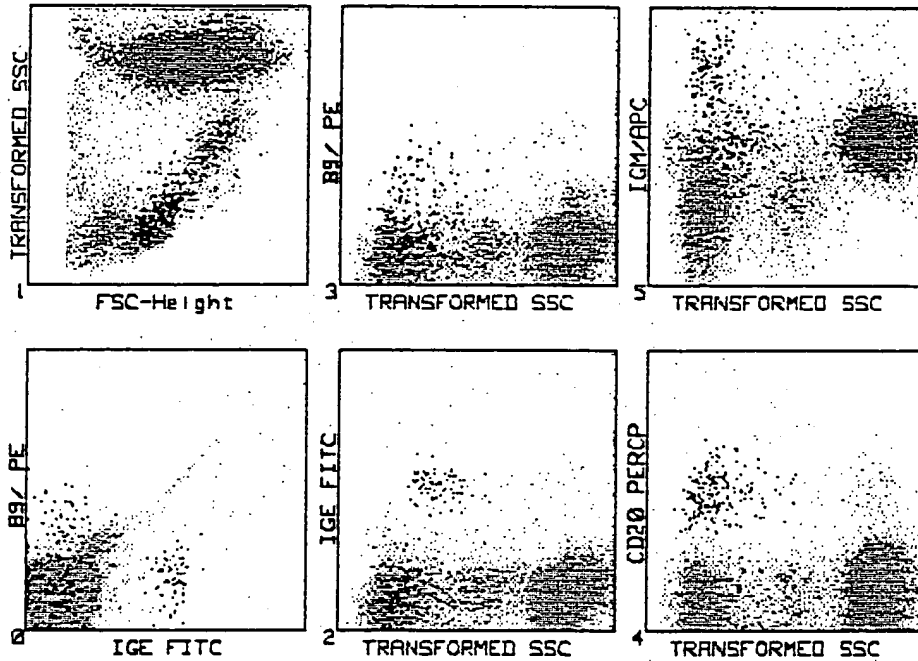 TRANSFORMED SSC
1
FSC-Height
B9/ PE
3
TRANSFORMED SSC
IGM/APC
5
TRANSFORMED SSC
B9/ PE
0
IGE FITC
IGE FITC
2
TRANSFORMED SSC
CD20 PERCP
4
TRANSFORMED SSC